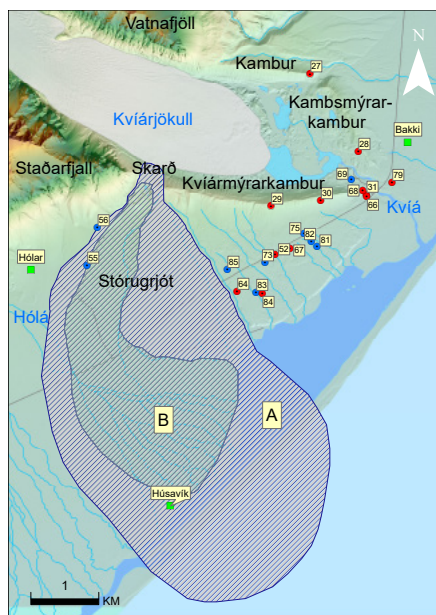 Vatnafjöll
N
Kambur
27
Kambsmýrar-
kambur
Kvíárjökull
28
Bakki
Staðarfjall
Skarð
69
79
Kvíármýrarkambur
68
31
30
66
29
Kvíá
56
75
82
81
52
67
73
Hólar
55
85
Stórugrjót
64
83
84
Hólá
B
A
Húsavík
1
KM